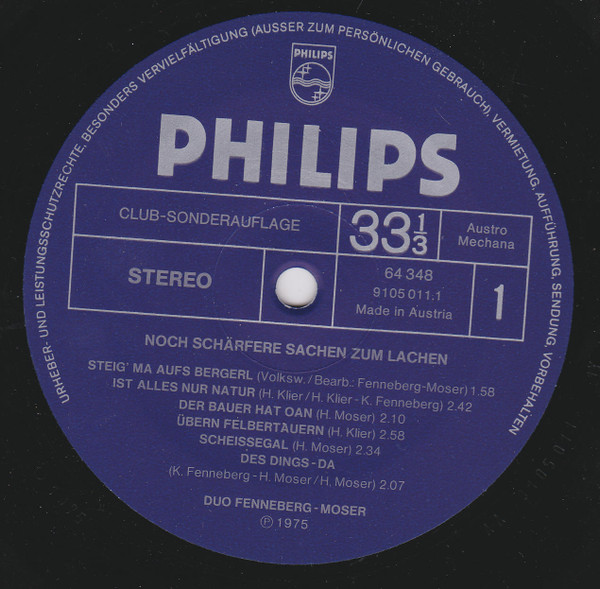 URHEBER- UND LEISTUNGSSCHUTZRECHTE, BESONDERS VERVIELFÄLTIGUNG (AUSSER ZUM PERSÖNLICHEN GEBRAUCH), VERMIETUNG, AUFFÜHRUNG, SENDUNG, VORBEHALTEN
PHILIPS
PHILIPS
CLUB-SONDERAUFLAGE
33 1/3
Austro
Mechana
STEREO
64 348
9105 011.1
Made in Austria
1
NOCH SCHÄRFERE SACHEN ZUM LACHEN
STEIG' MA AUFS BERGERL (Volksw./Bearb.: Fenneberg-Moser) 1.58
IST ALLES NUR NATUR (H. Klier/H. Klier - K. Fenneberg) 2.42
DER BAUER HAT OAN (H. Moser) 2.10
ÜBERN FELBERTAUERN (H. Klier) 2.58
SCHEISSEGAL (H. Moser) 2.34
DES DINGS-DA
(K. Fenneberg - H. Moser/H. Moser) 2.07
DUO FENNEBERG-MOSER
℗ 1975